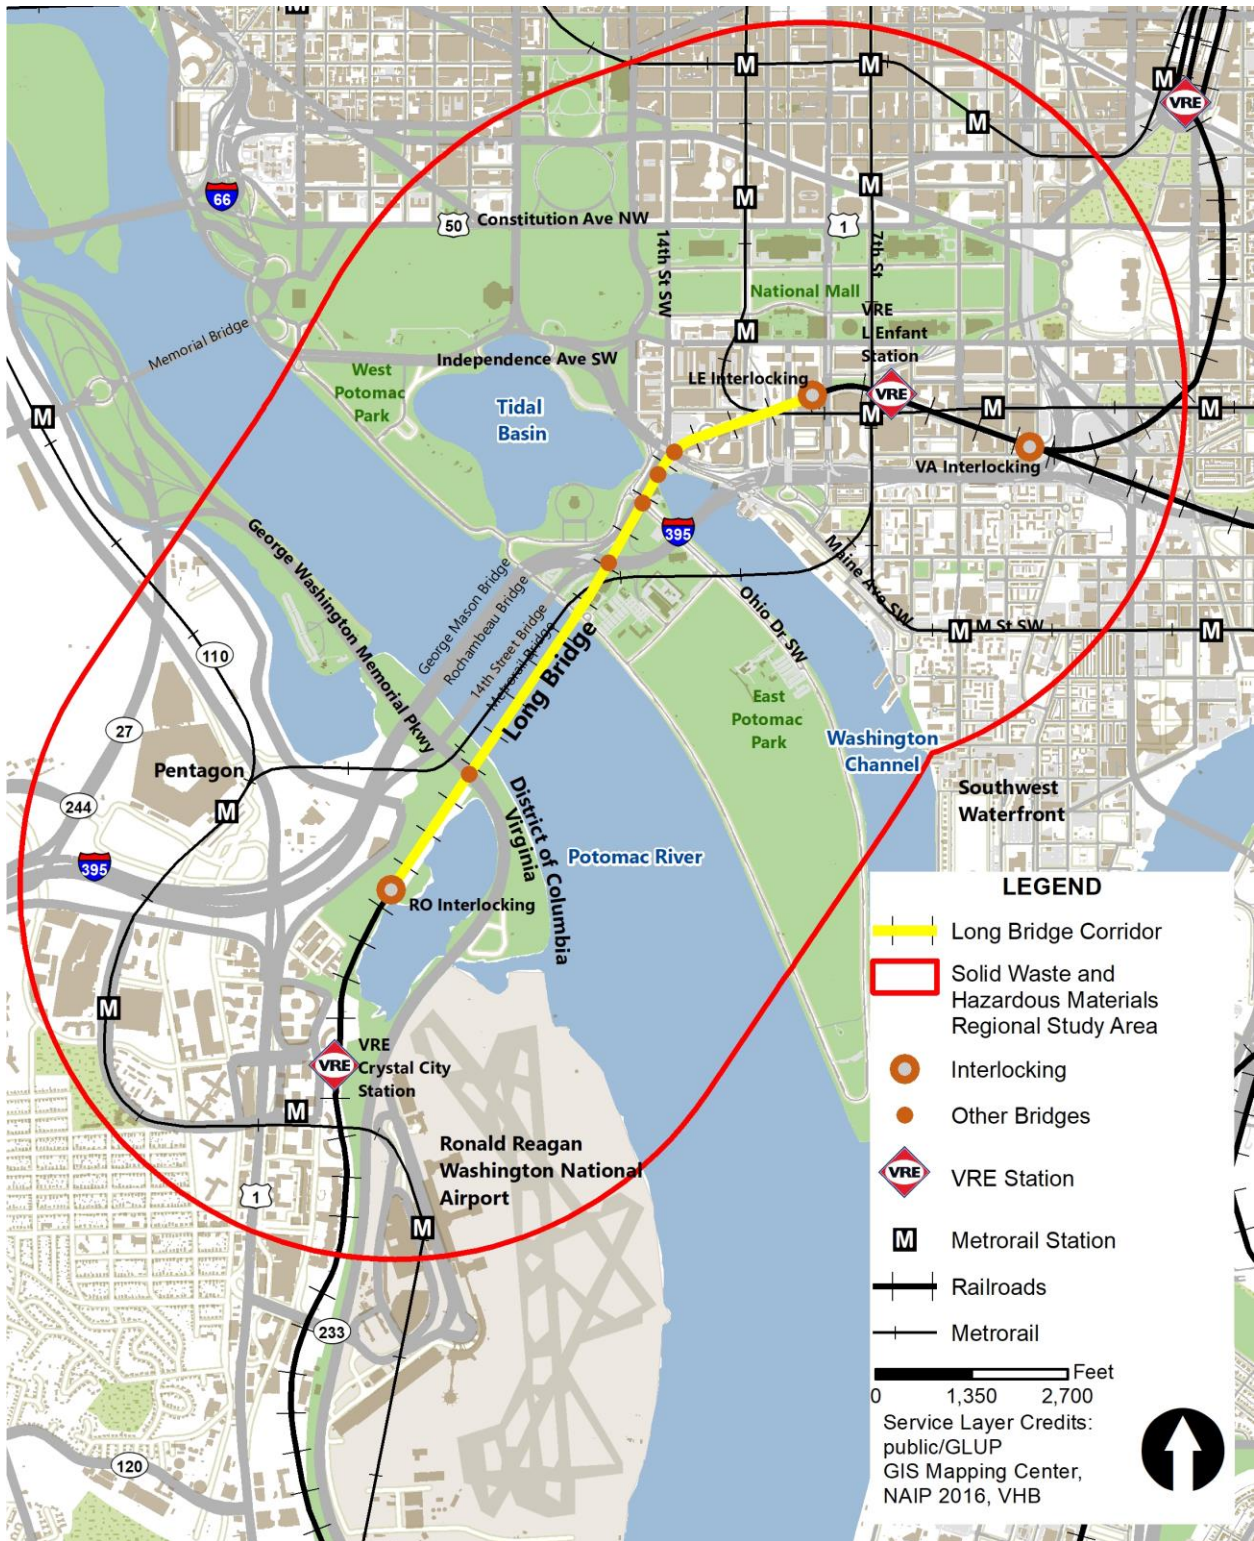 M
M
M
M
VRE
M
66
M
M
50
Constitution Ave NW
1
14th St SW
7th St
National Mall
VRE
L Enfant
Station
Memorial Bridge
M
Independence Ave SW
West
Potomac
Park
LE Interlocking
Tidal
Basin
VRE
M
M
M
M
VA Interlocking
395
George Washington Memorial Pkwy
George Mason Bridge
Rochambeau Bridge
14th Street Bridge
Metrorail Bridge
Long Bridge
Maine Ave SW
Ohio Dr SW
M
M St SW
M
110
27
East
Potomac
Park
Washington
Channel
Pentagon
244
M
District of Columbia
Virginia
Southwest
Waterfront
Potomac River
395
RO Interlocking
M
VRE
VRE
Crystal City
Station
M
Ronald Reagan
Washington National
Airport
1
M
233
120
LEGEND
Long Bridge Corridor
Solid Waste and
Hazardous Materials
Regional Study Area
Interlocking
Other Bridges
VRE
VRE Station
M
Metrorail Station
Railroads
Metrorail
Feet
0 1,350 2,700
Service Layer Credits:
public/GLUP
GIS Mapping Center,
NAIP 2016, VHB